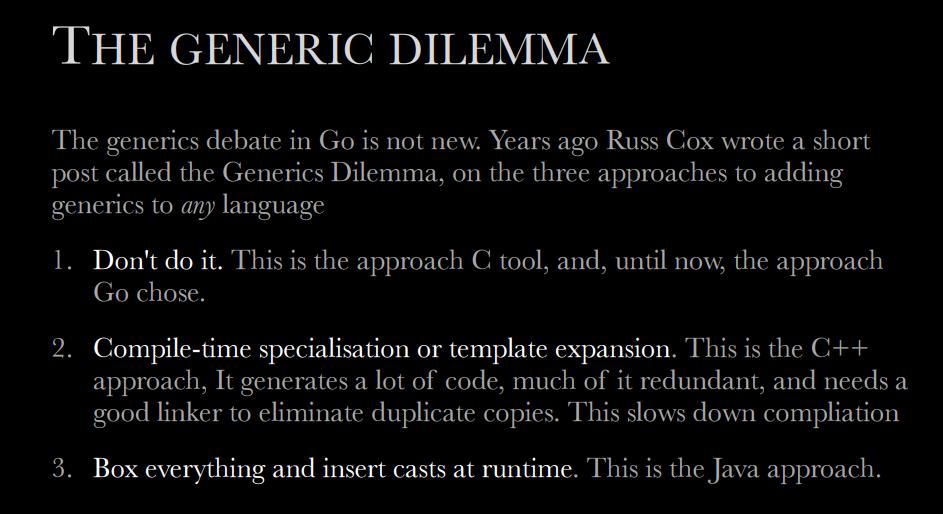 THE GENERIC DILEMMA
The generics debate in Go is not new. Years ago Russ Cox wrote a short
post called the Generics Dilemma, on the three approaches to adding
generics to any language
1. Don't do it. This is the approach C tool, and, until now, the approach
Go chose.
2. Compile-time specialisation or template expansion. This is the C++
approach, It generates a lot of code, much of it redundant, and needs a
good linker to eliminate duplicate copies. This slows down compliation
3. Box everything and insert casts at runtime. This is the Java approach.